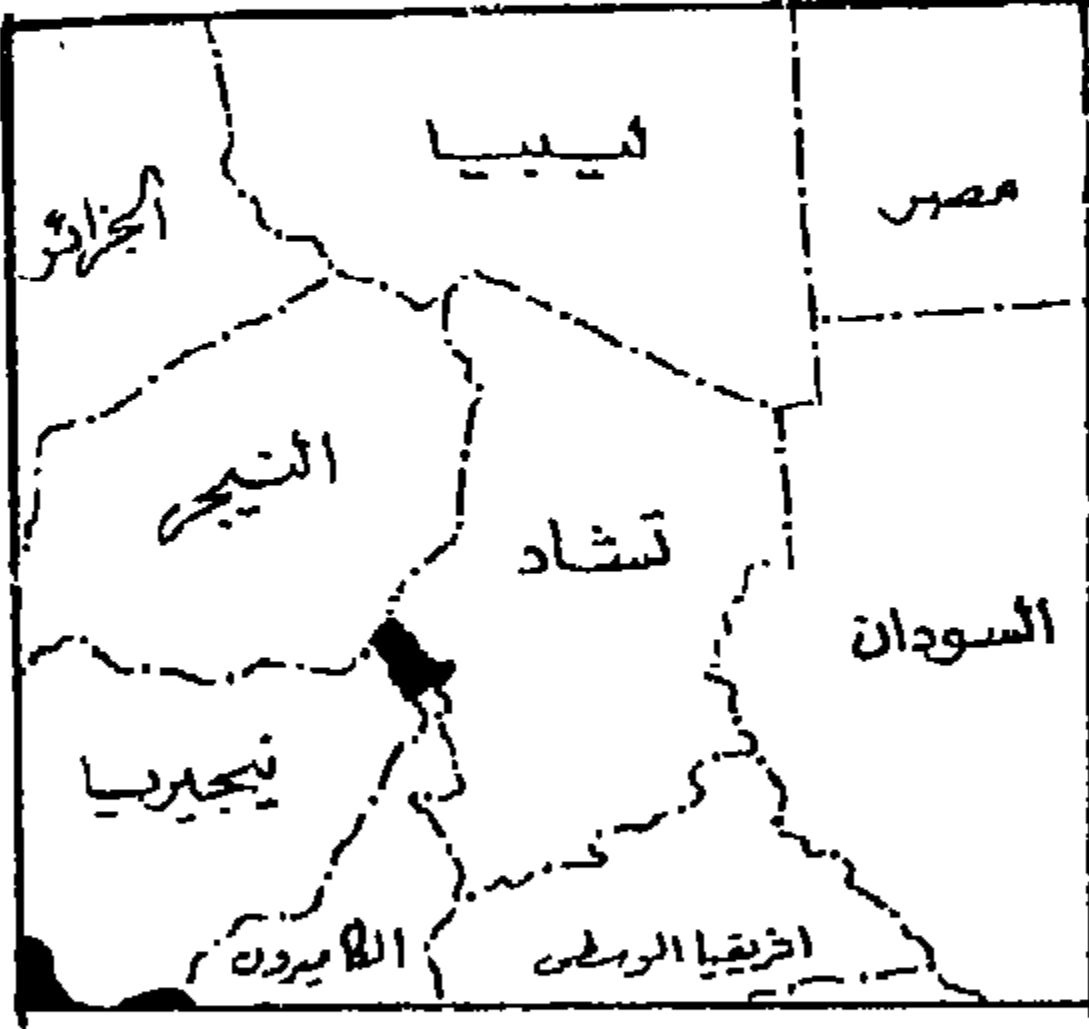 ليبيا
مصر
الجزائر
النيجر
تشاد
السودان
نيجيريا
الكاميرون
افريقيا الوسطى